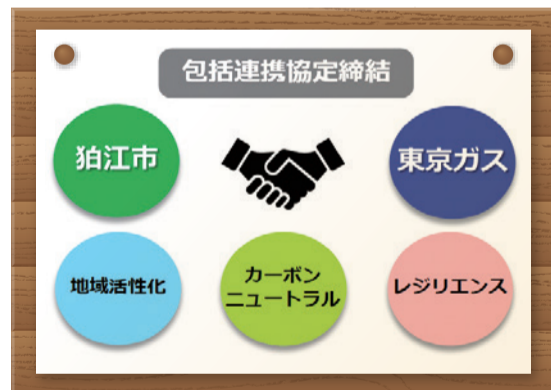 包括連携協定締結
狛江市
東京ガス
地域活性化
カーボン
ニュートラル
レジリエンス